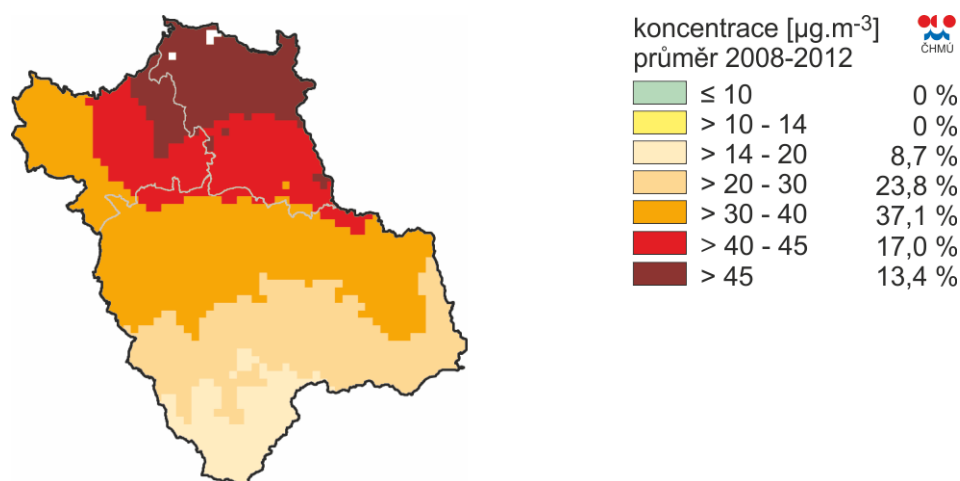 koncentrace [µg.m-3]
průměr 2008-2012
ČHMÚ
≤ 10 0 %
> 10 - 14 0 %
> 14 - 20 8,7 %
> 20 - 30 23,8 %
> 30 - 40 37,1 %
> 40 - 45 17,0 %
> 45 13,4 %